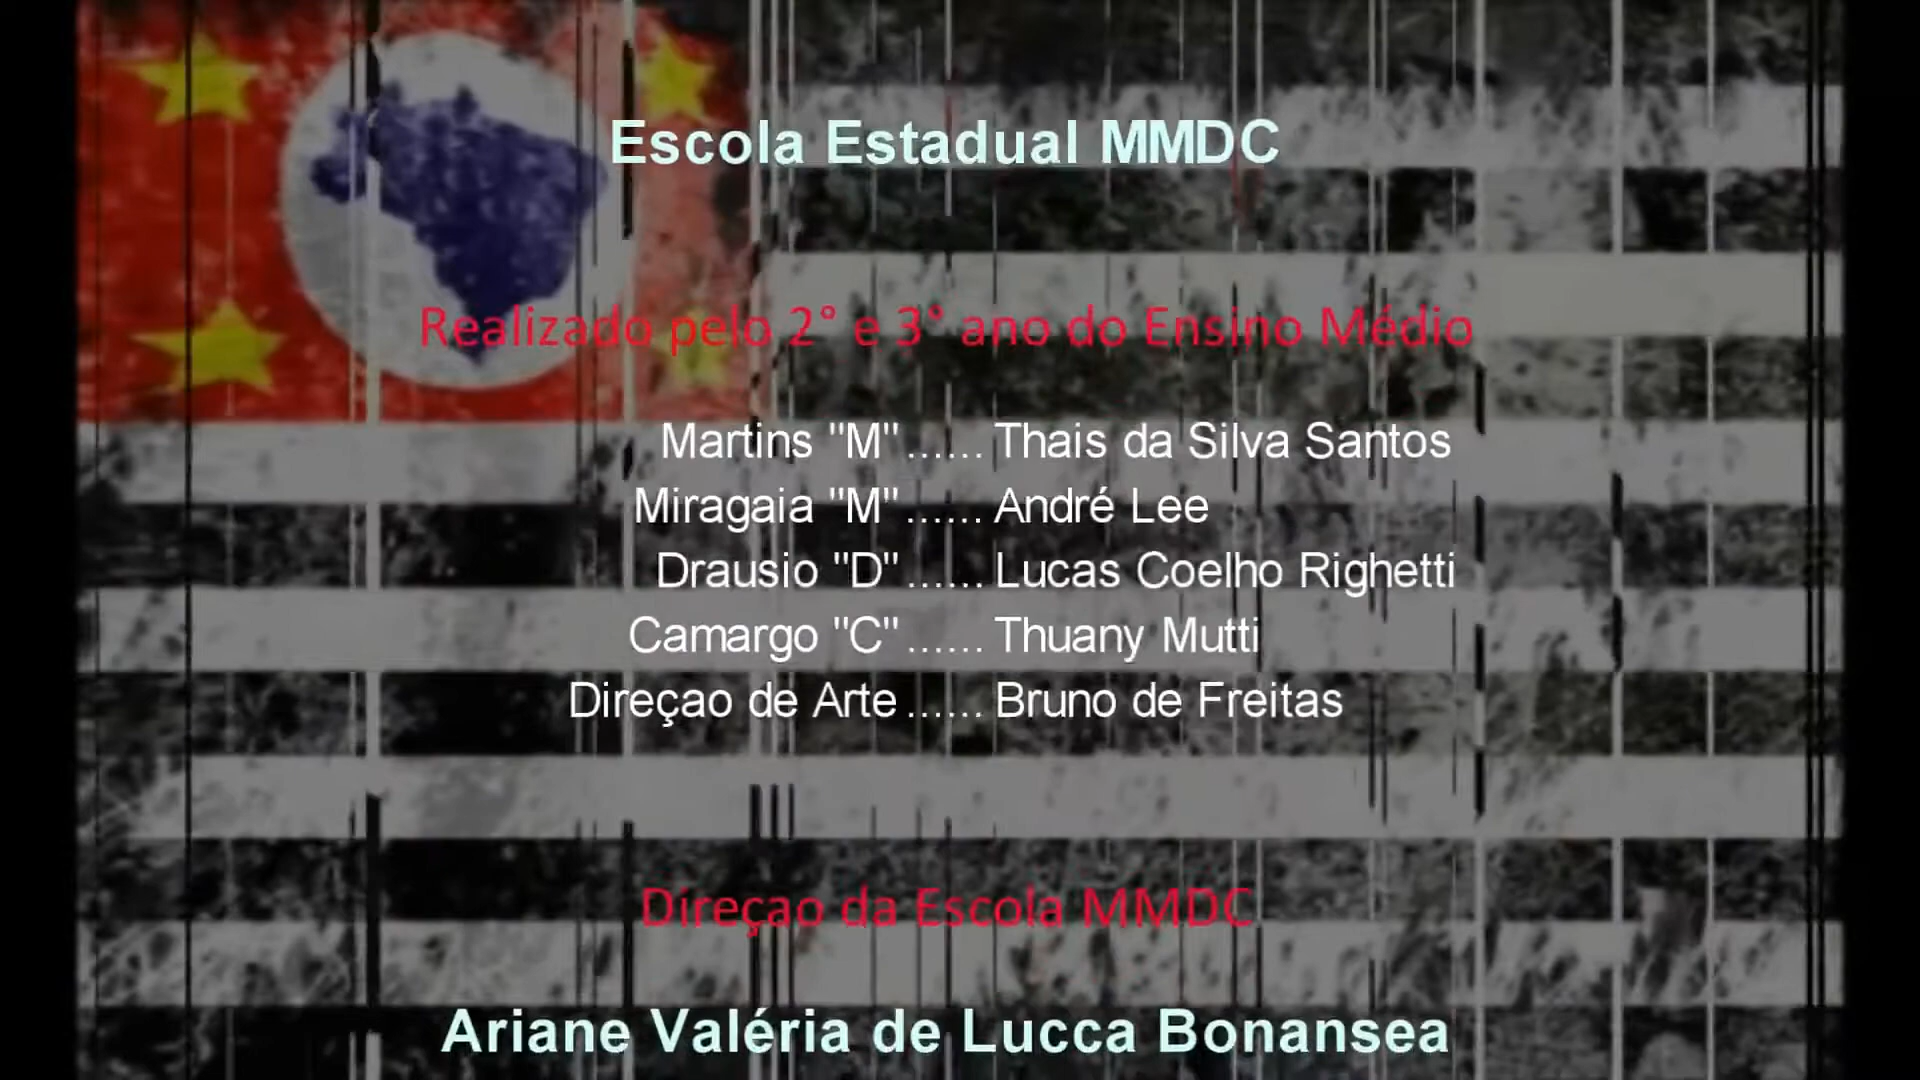 Escola Estadual MMDC
Realizado pelo 2° e 3° ano do Ensino Médio
Martins "M" ...... Thais da Silva Santos
Miragaia "M" ...... André Lee
Drausio "D" ...... Lucas Coelho Righetti
Camargo "C" ...... Thuany Mutti
Direçao de Arte ...... Bruno de Freitas
Direçao da Escola MMDC
Ariane Valéria de Lucca Bonansea